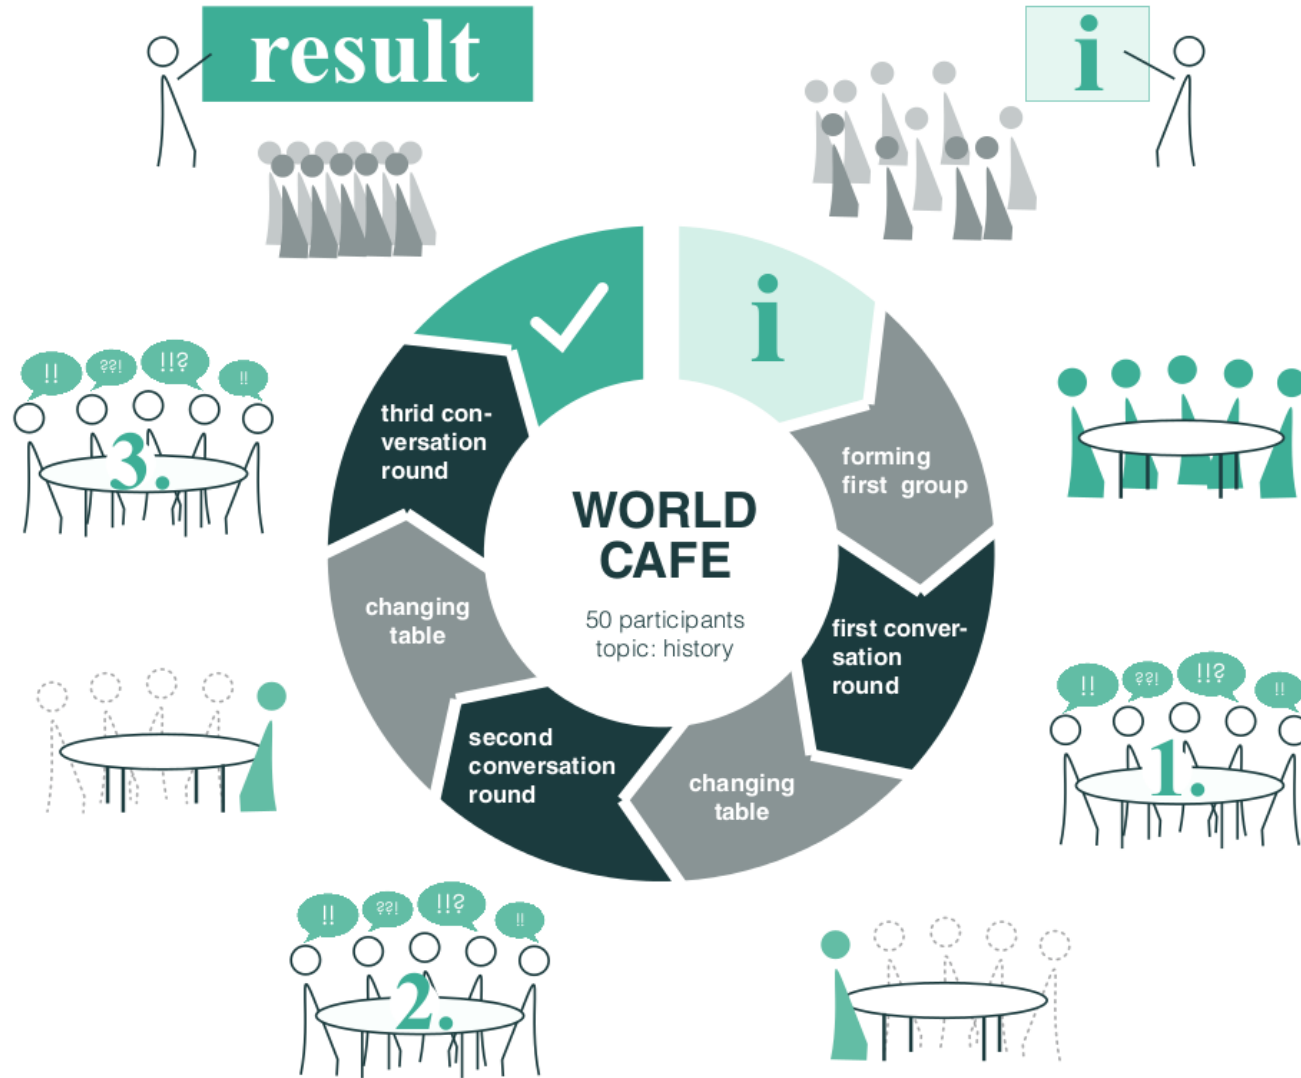 result
i
i
forming
first group
first conver-
sation
round
changing
table
second
conversation
round
changing
table
thrid con-
versation
round
WORLD
CAFE
50 participants
topic: history
!!
??!
!!?
!!
1.
!!
??!
!!?
!!
2.
!!
??!
!!?
!!
3.